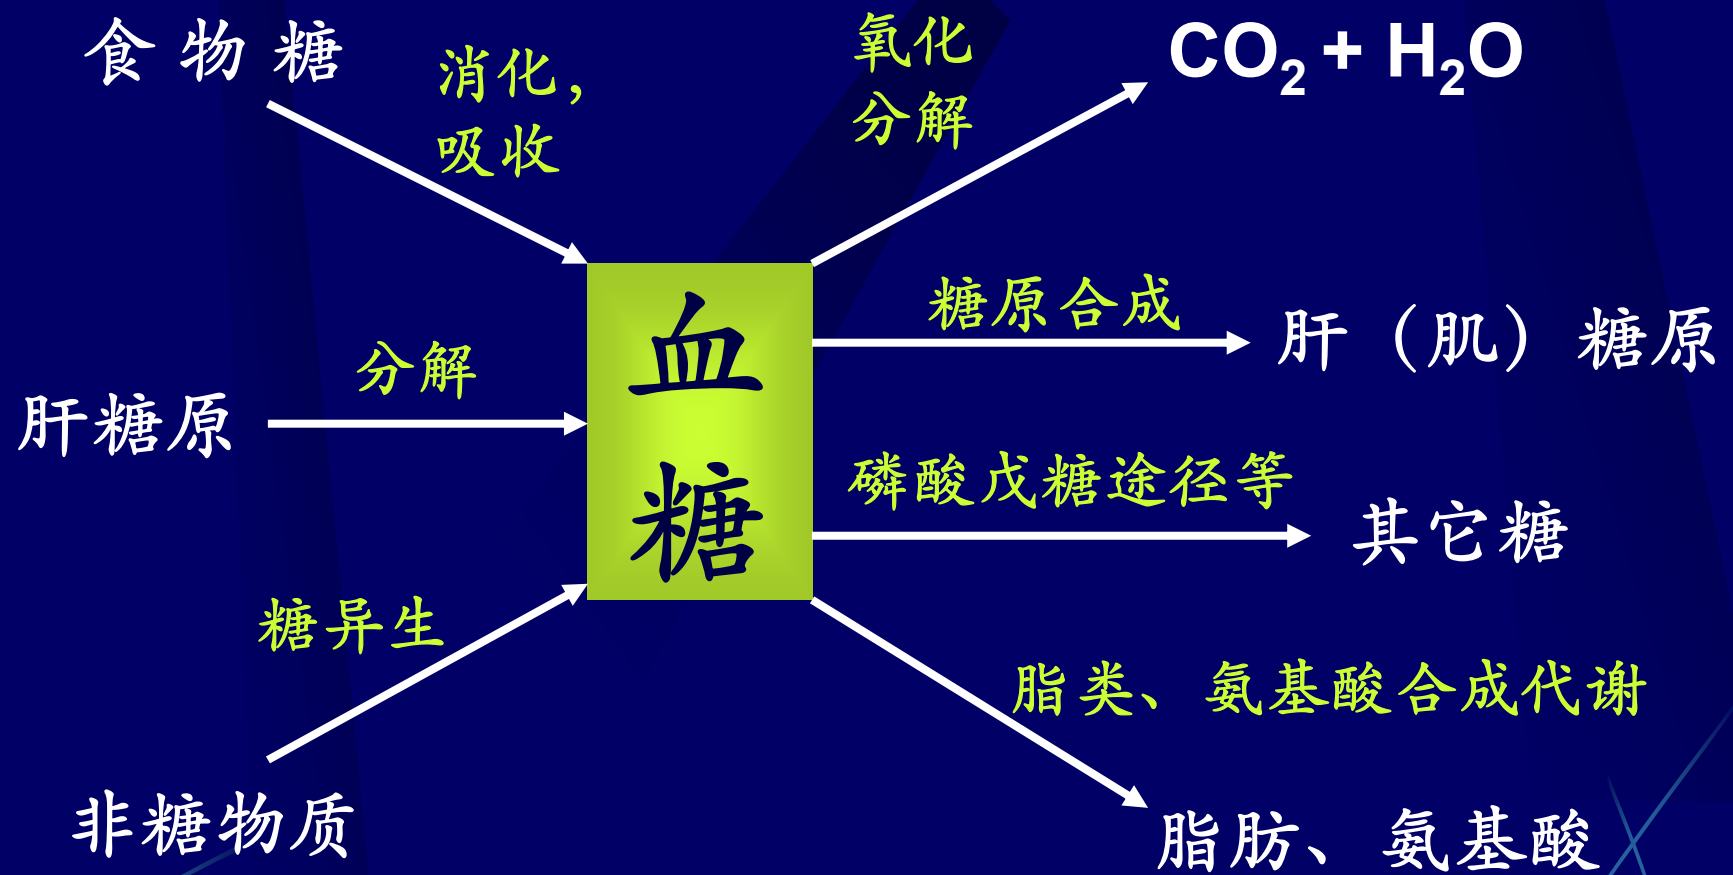 食物糖
消化，
吸收
氧化
分解
CO₂ + H₂O
糖原合成
肝（肌）糖原
分解
肝糖原
血
糖
磷酸戊糖途径等
其它糖
糖异生
脂类、氨基酸合成代谢
非糖物质
脂肪、氨基酸